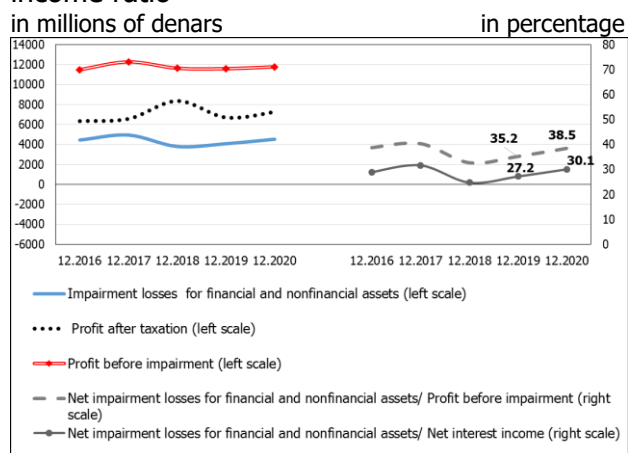 in millions of denars in percentage
14000 80
12000 70
10000 60
8000 50
6000 40
4000 30
2000 20
0 10
-2000 0
-4000
-6000
35.2 38.5
27.2 30.1
12.2016 12.2017 12.2018 12.2019 12.2020 12.2016 12.2017 12.2018 12.2019 12.2020
Impairment losses for financial and nonfinancial assets (left scale)
Profit after taxation (left scale)
Profit before impairment (left scale)
Net impairment losses for financial and nonfinancial assets/ Profit before impairment (right
scale)
Net impairment losses for financial and nonfinancial assets/ Net interest income (right scale)